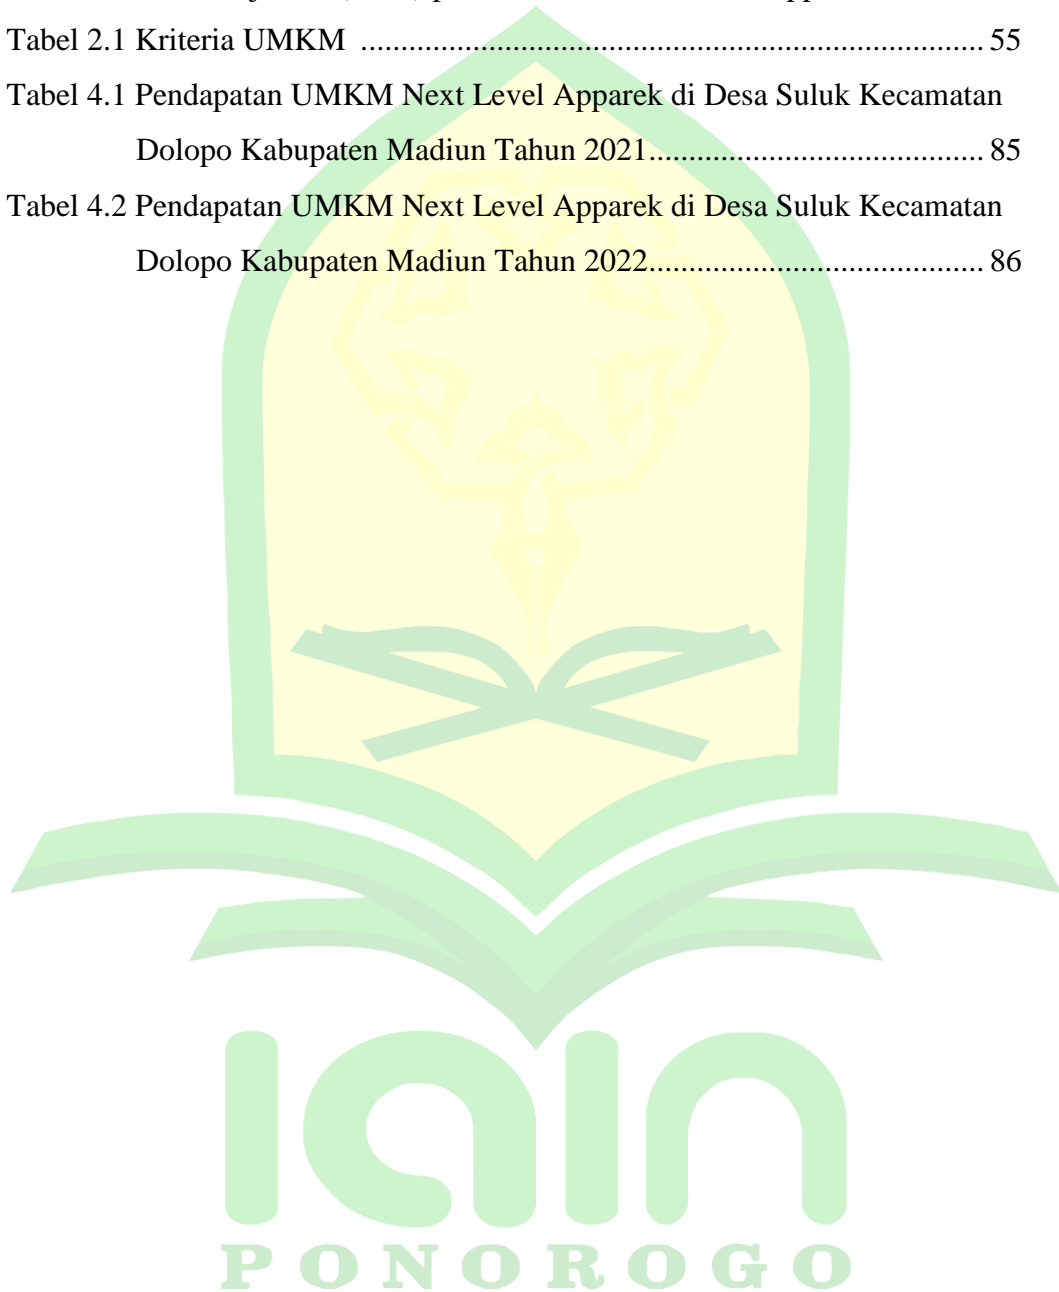 Tabel 2.1 Kriteria UMKM .............................................................................. 55
Tabel 4.1 Pendapatan UMKM Next Level Apparek di Desa Suluk Kecamatan
Dolopo Kabupaten Madiun Tahun 2021.......................................... 85
Tabel 4.2 Pendapatan UMKM Next Level Apparek di Desa Suluk Kecamatan
Dolopo Kabupaten Madiun Tahun 2022.......................................... 86
iain
PONOROGO